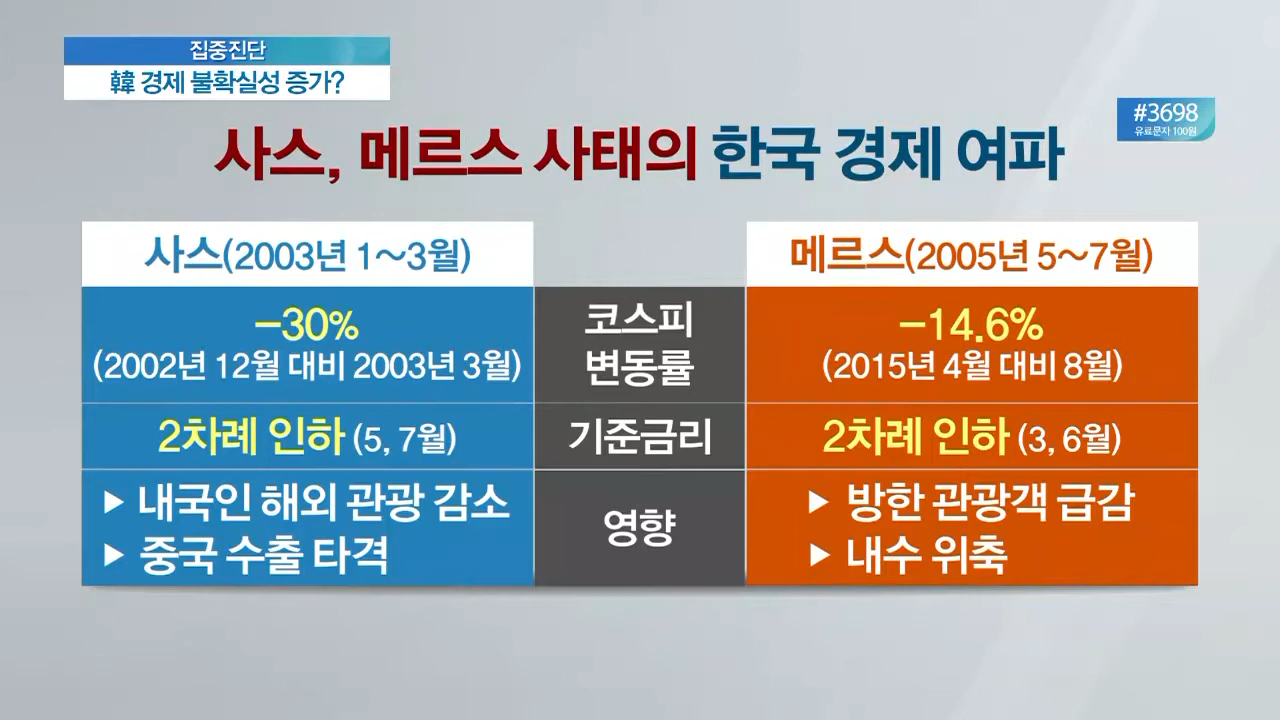 집중진단
韓 경제 불확실성 증가?
#3698
유료문자 100원
사스, 메르스 사태의 한국 경제 여파
사스(2003년 1~3월)
메르스(2005년 5~7월)
-30%
(2002년 12월 대비 2003년 3월)
코스피
변동률
-14.6%
(2015년 4월 대비 8월)
2차례 인하 (5, 7월)
기준금리
2차례 인하 (3, 6월)
▶ 내국인 해외 관광 감소
▶ 중국 수출 타격
영향
▶ 방한 관광객 급감
▶ 내수 위축